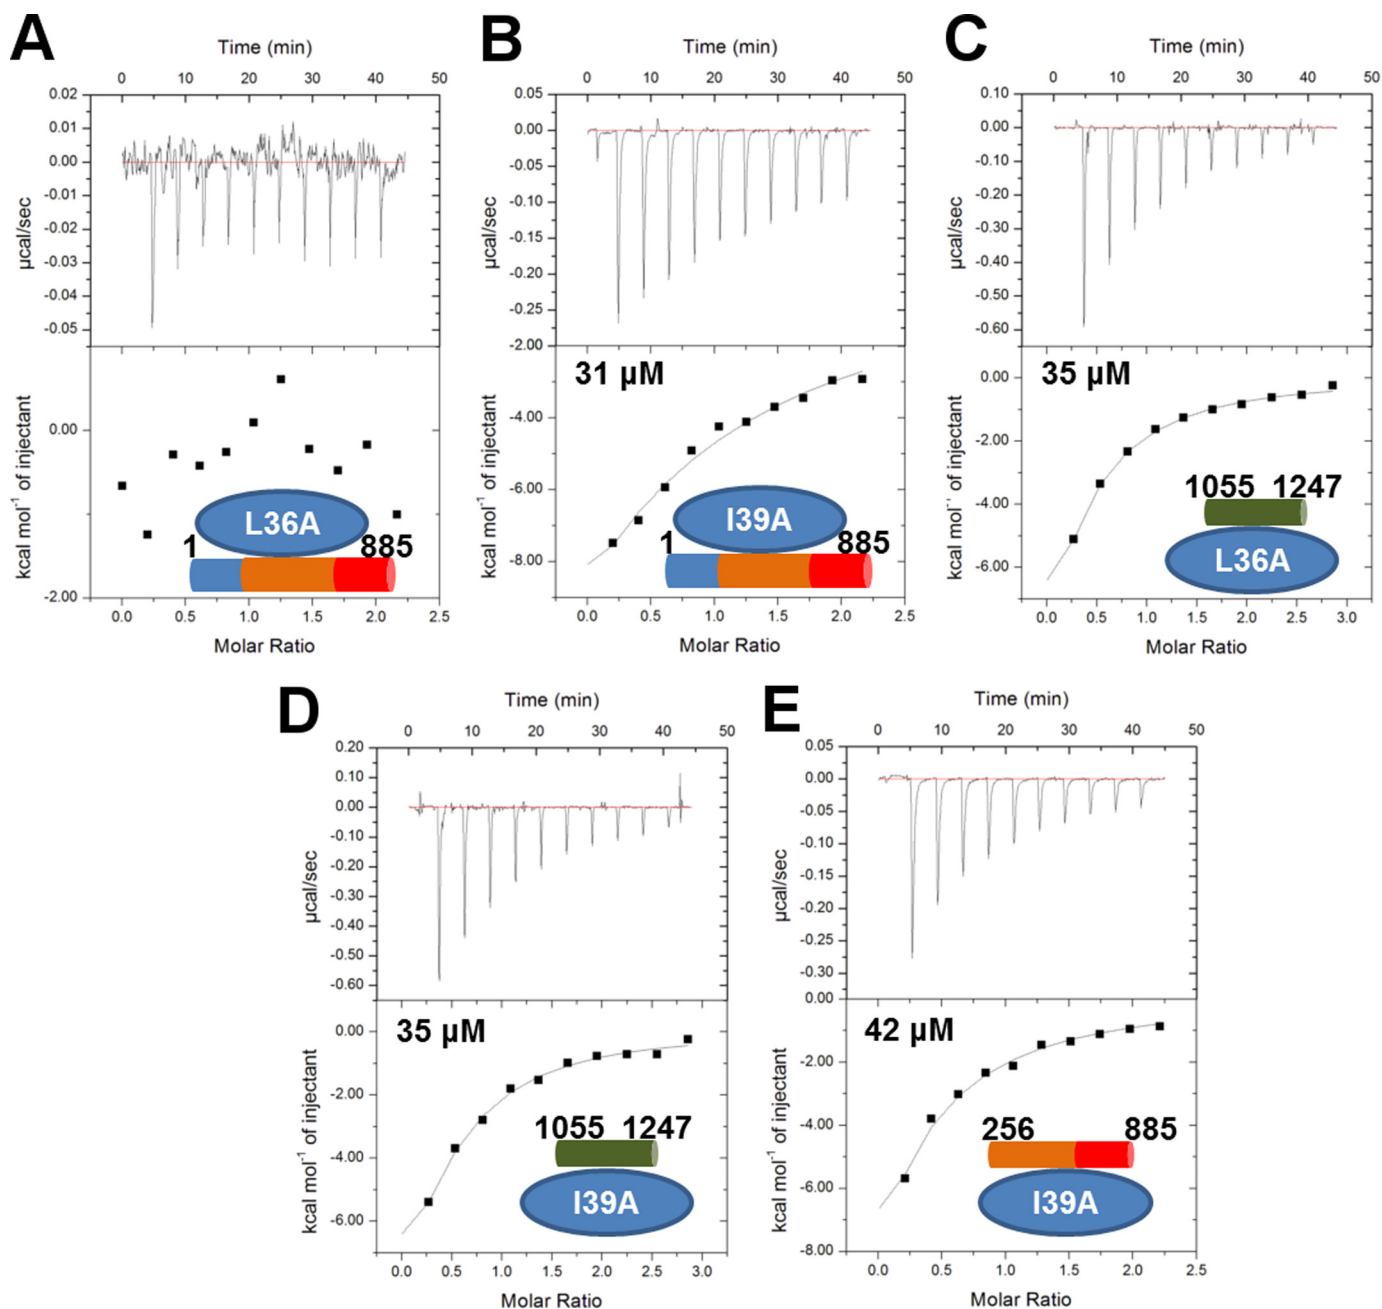 A
Time (min)
0 10 20 30 40 50
0.02
0.01
0.00
-0.01
-0.02
-0.03
-0.04
-0.05
µcal/sec
0.00
-2.00
kcal mol⁻¹ of injectant
L36A
1 885
0.0 0.5 1.0 1.5 2.0 2.5
Molar Ratio
B
Time (min)
0 10 20 30 40 50
0.05
0.00
-0.05
-0.10
-0.15
-0.20
-0.25
µcal/sec
-2.00
-4.00
-6.00
-8.00
kcal mol⁻¹ of injectant
31 µM
I39A
1 885
0.0 0.5 1.0 1.5 2.0 2.5
Molar Ratio
C
Time (min)
0 10 20 30 40 50
0.10
0.00
-0.10
-0.20
-0.30
-0.40
-0.50
-0.60
µcal/sec
0.00
-2.00
-4.00
-6.00
kcal mol⁻¹ of injectant
35 µM
1055 1247
L36A
0.0 0.5 1.0 1.5 2.0 2.5 3.0
Molar Ratio
D
Time (min)
0 10 20 30 40 50
0.20
0.10
0.00
-0.10
-0.20
-0.30
-0.40
-0.50
-0.60
µcal/sec
0.00
-2.00
-4.00
-6.00
kcal mol⁻¹ of injectant
35 µM
1055 1247
I39A
0.0 0.5 1.0 1.5 2.0 2.5 3.0
Molar Ratio
E
Time (min)
0 10 20 30 40 50
0.05
0.00
-0.05
-0.10
-0.15
-0.20
-0.25
-0.30
µcal/sec
0.00
-2.00
-4.00
-6.00
-8.00
kcal mol⁻¹ of injectant
42 µM
256 885
I39A
0.0 0.5 1.0 1.5 2.0 2.5
Molar Ratio